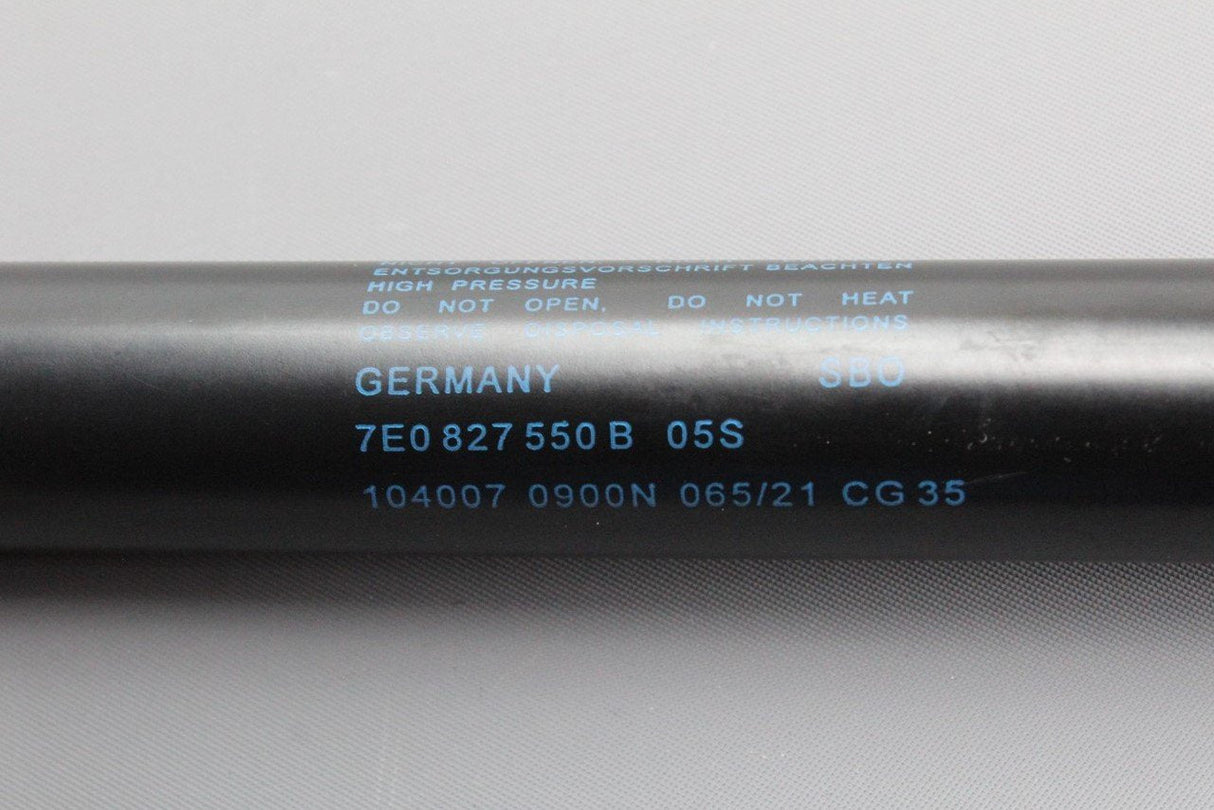 ENTSORGUNGSVORSCHRIFT BEACHTEN
HIGH PRESSURE
DO NOT OPEN, DO NOT HEAT
OBSERVE DISPOSAL INSTRUCTIONS
GERMANY SBO
7E0 827 550 B 05S
104007 0900N 065/21 CG 35